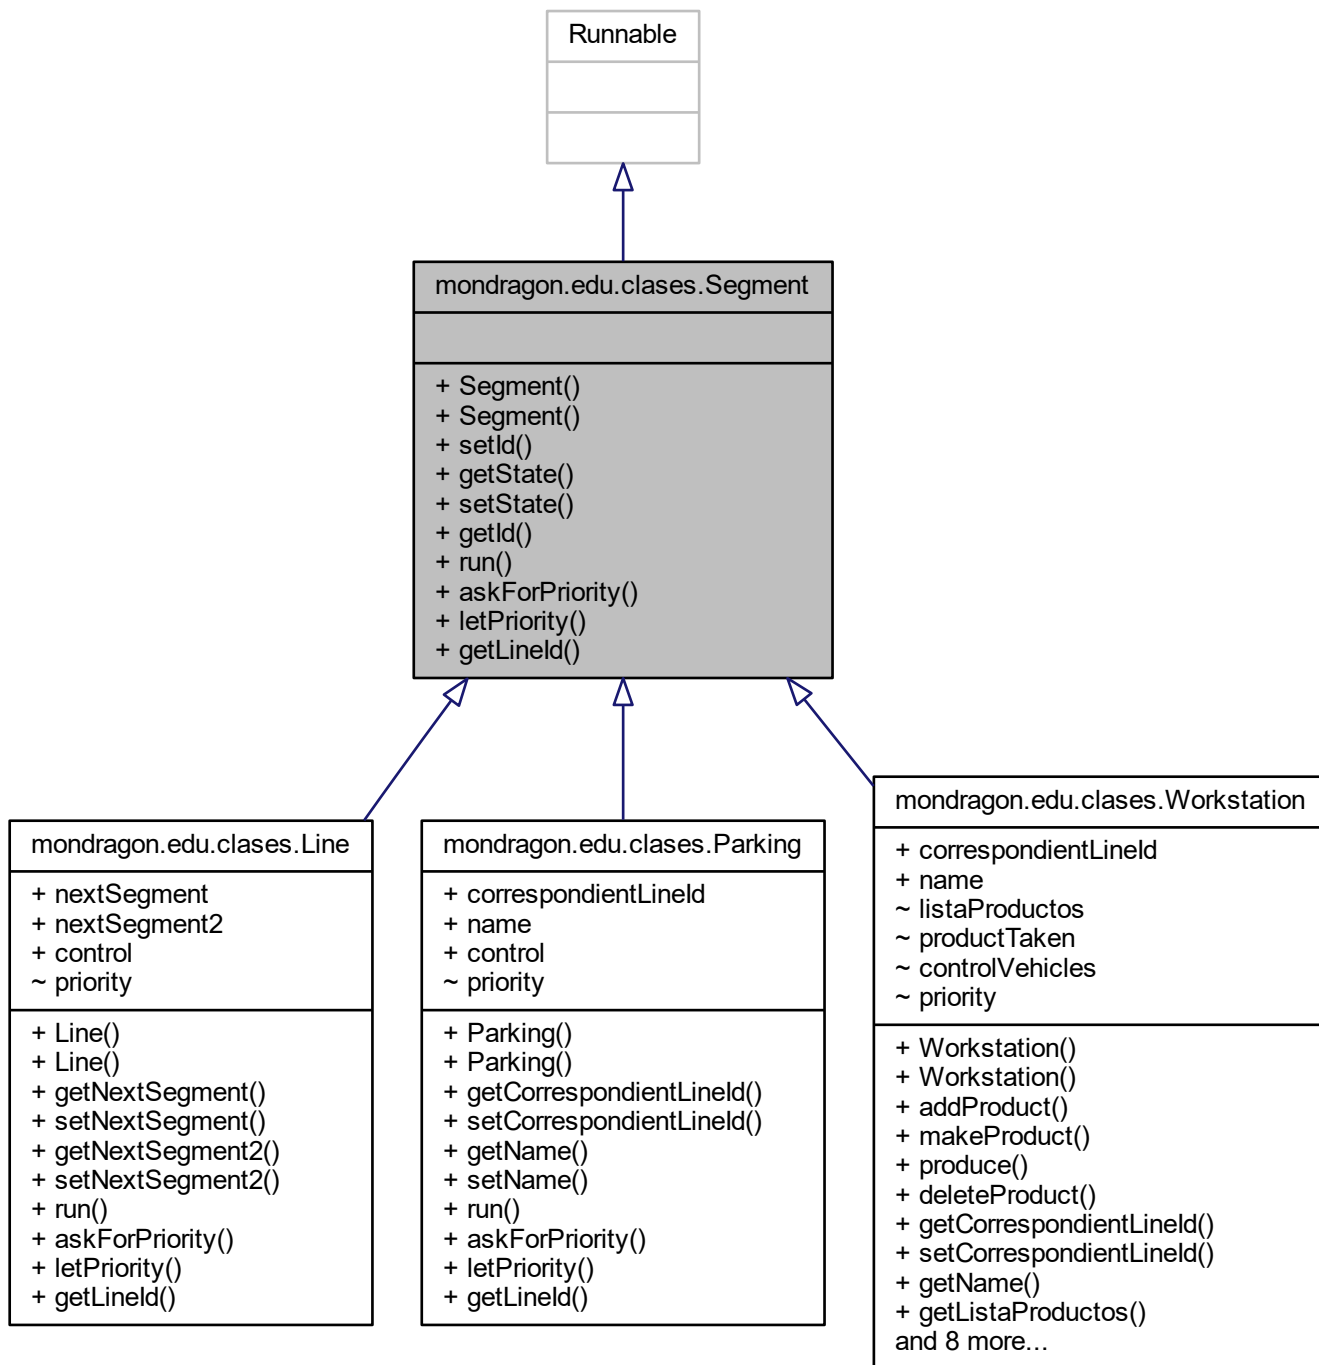 Runnable
mondragon.edu.clases.Segment
+ Segment()
+ Segment()
+ setId()
+ getState()
+ setState()
+ getId()
+ run()
+ askForPriority()
+ letPriority()
+ getLineId()
mondragon.edu.clases.Line
+ nextSegment
+ nextSegment2
+ control
~ priority
+ Line()
+ Line()
+ getNextSegment()
+ setNextSegment()
+ getNextSegment2()
+ setNextSegment2()
+ run()
+ askForPriority()
+ letPriority()
+ getLineId()
mondragon.edu.clases.Parking
+ correspondientLineId
+ name
+ control
~ priority
+ Parking()
+ Parking()
+ getCorrespondientLineId()
+ setCorrespondientLineId()
+ getName()
+ setName()
+ run()
+ askForPriority()
+ letPriority()
+ getLineId()
mondragon.edu.clases.Workstation
+ correspondientLineId
+ name
~ listaProductos
~ productTaken
~ controlVehicles
~ priority
+ Workstation()
+ Workstation()
+ addProduct()
+ makeProduct()
+ produce()
+ deleteProduct()
+ getCorrespondientLineId()
+ setCorrespondientLineId()
+ getName()
+ getListaProductos()
and 8 more...